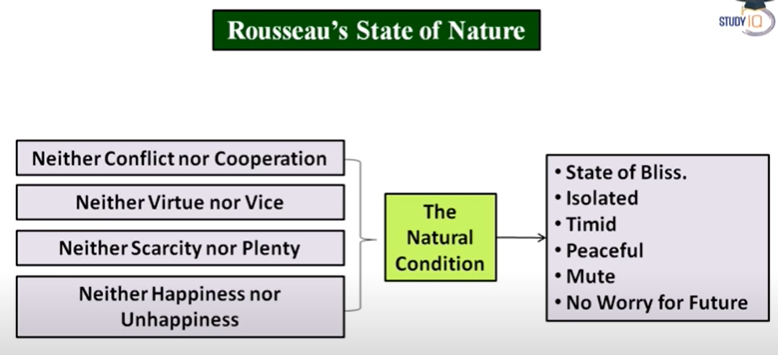 Rousseau's State of Nature
STUDY IQ
Neither Conflict nor Cooperation
Neither Virtue nor Vice
Neither Scarcity nor Plenty
Neither Happiness nor
Unhappiness
The
Natural
Condition
• State of Bliss.
• Isolated
• Timid
• Peaceful
• Mute
• No Worry for Future